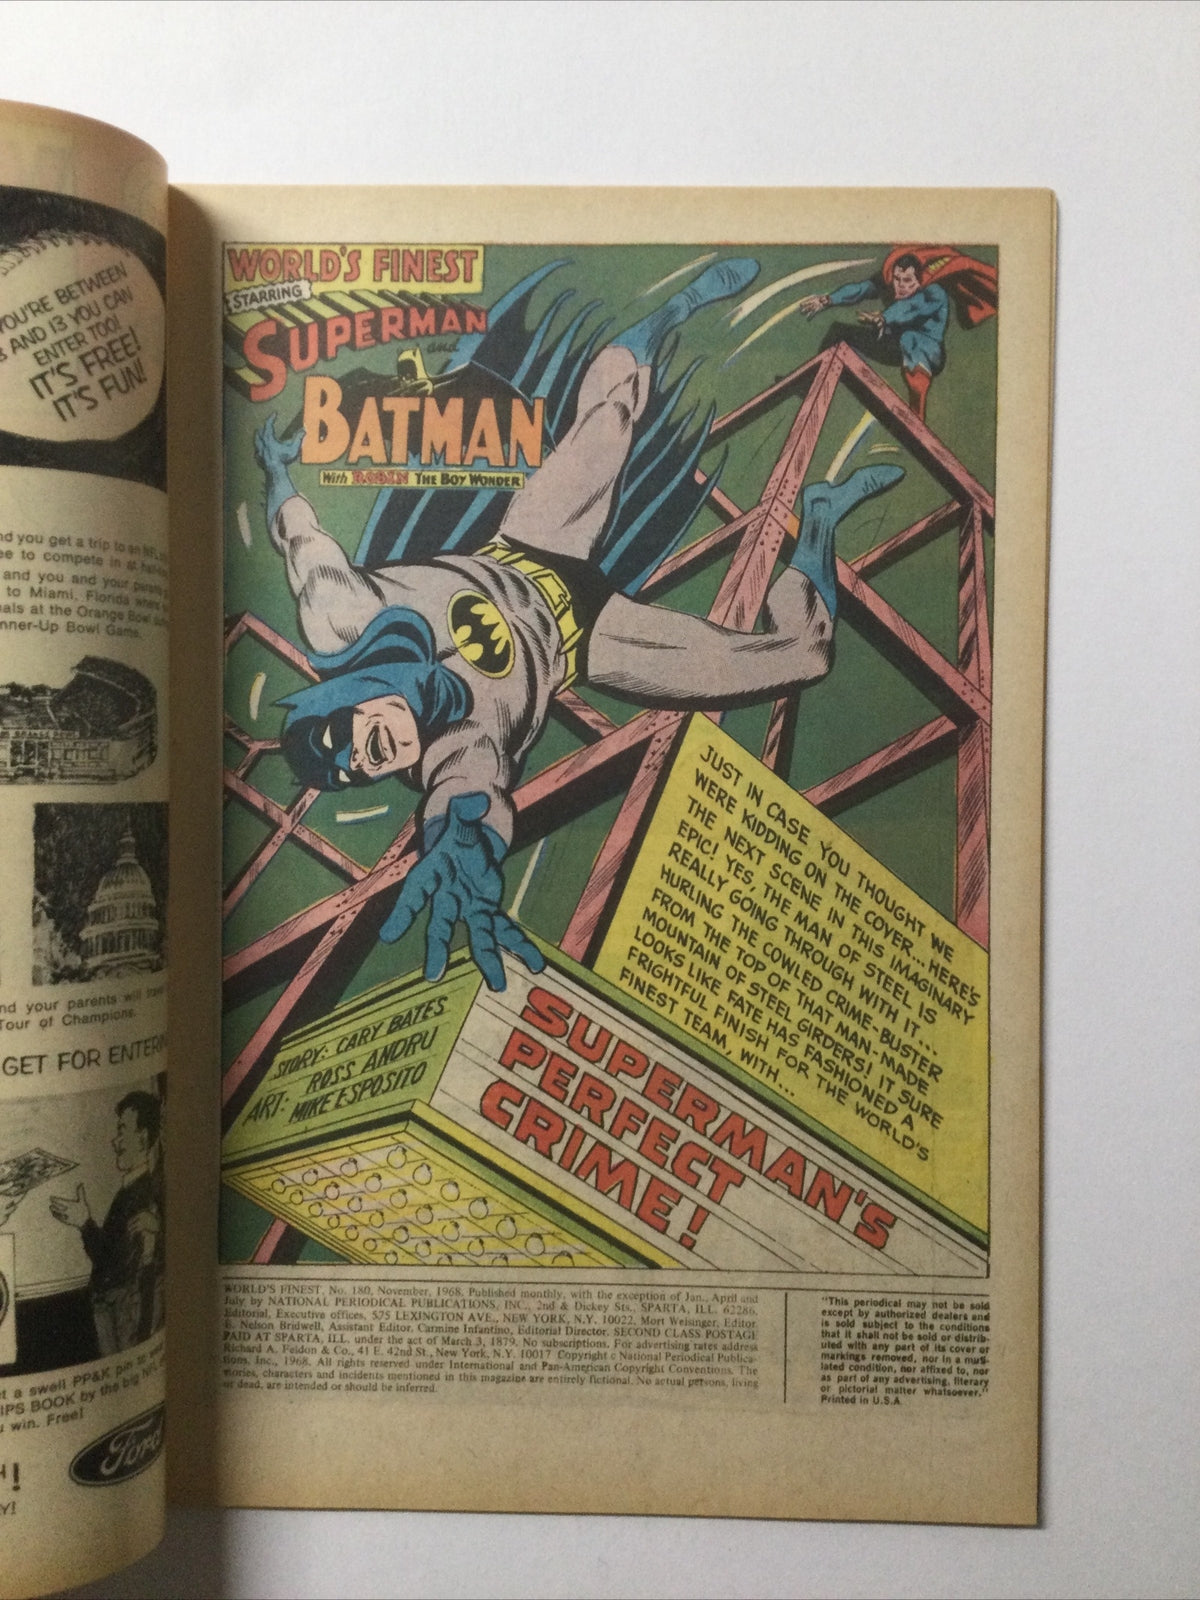 YOU'RE BETWEEN
8 AND 13 YOU CAN
ENTER TOO!
IT'S FREE!
IT'S FUN!
and you get a trip to an NFL
to compete in at
and you and your parents
to Miami, Florida where
at the Orange Bowl
Bowl Game.
and your parents will
Tour of Champions.
GET FOR ENTERIN
a swell PP&K pin
BOOK by the big
win. Free!
Ford
!
WORLD'S FINEST
STARRING
SUPERMAN
and
BATMAN
With ROBIN THE BOY WONDER
JUST IN CASE YOU THOUGHT WE
WERE KIDDING ON THE COVER... HERE'S
THE NEXT SCENE IN THIS IMAGINARY
EPIC! YES, THE MAN OF STEEL IS
REALLY GOING THROUGH WITH IT...
HURLING THE COWLED CRIME-BUSTER
FROM THE TOP OF THAT MAN-MADE
MOUNTAIN OF STEEL GIRDERS! IT SURE
LOOKS LIKE FATE HAS FASHIONED A
FRIGHTFUL FINISH FOR THE WORLD'S
FINEST TEAM, WITH...
SUPERMAN'S
PERFECT
CRIME!
STORY: CARY BATES
ART: ROSS ANDRU
MIKE ESPOSITO
WORLD'S FINEST, No. 180, November, 1968. Published monthly, with the exception of Jan., April and
July by NATIONAL PERIODICAL PUBLICATIONS, INC., 2nd & Dickey Sts., SPARTA, ILL. 62286.
Editorial, Executive offices, 575 LEXINGTON AVE., NEW YORK, N.Y. 10022. Mort Weisinger, Editor.
E. Nelson Bridwell, Assistant Editor. Carmine Infantino, Editorial Director. SECOND CLASS POSTAGE
PAID AT SPARTA, ILL. under the act of March 3, 1879. No subscriptions. For advertising rates address
Richard A. Feldon & Co., 41 E. 42nd St., New York, N.Y. 10017 Copyright © National Periodical Publica-
tions, Inc., 1968. All rights reserved under International and Pan-American Copyright Conventions. The
stories, characters and incidents mentioned in this magazine are entirely fictional. No actual persons, living
or dead, are intended or should be inferred.
"This periodical may not be sold
except by authorized dealers and
is sold subject to the conditions
that it shall not be sold or distrib-
uted with any part of its cover or
markings removed, nor in a muti-
lated condition, nor affixed to, nor
as part of any advertising, literary
or pictorial matter whatsoever."
Printed in U.S.A.